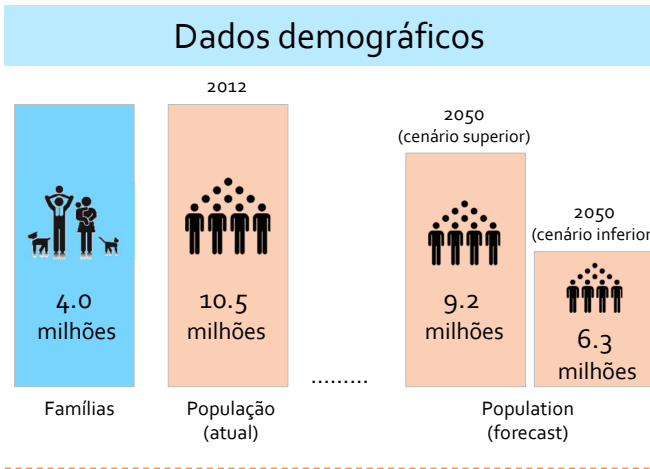 Dados demográficos
2012
2050
(cenário superior)
2050
(cenário inferior
4.0
milhões
10.5
milhões
9.2
milhões
6.3
milhões
.........
Famílias
População
(atual)
Population
(forecast)